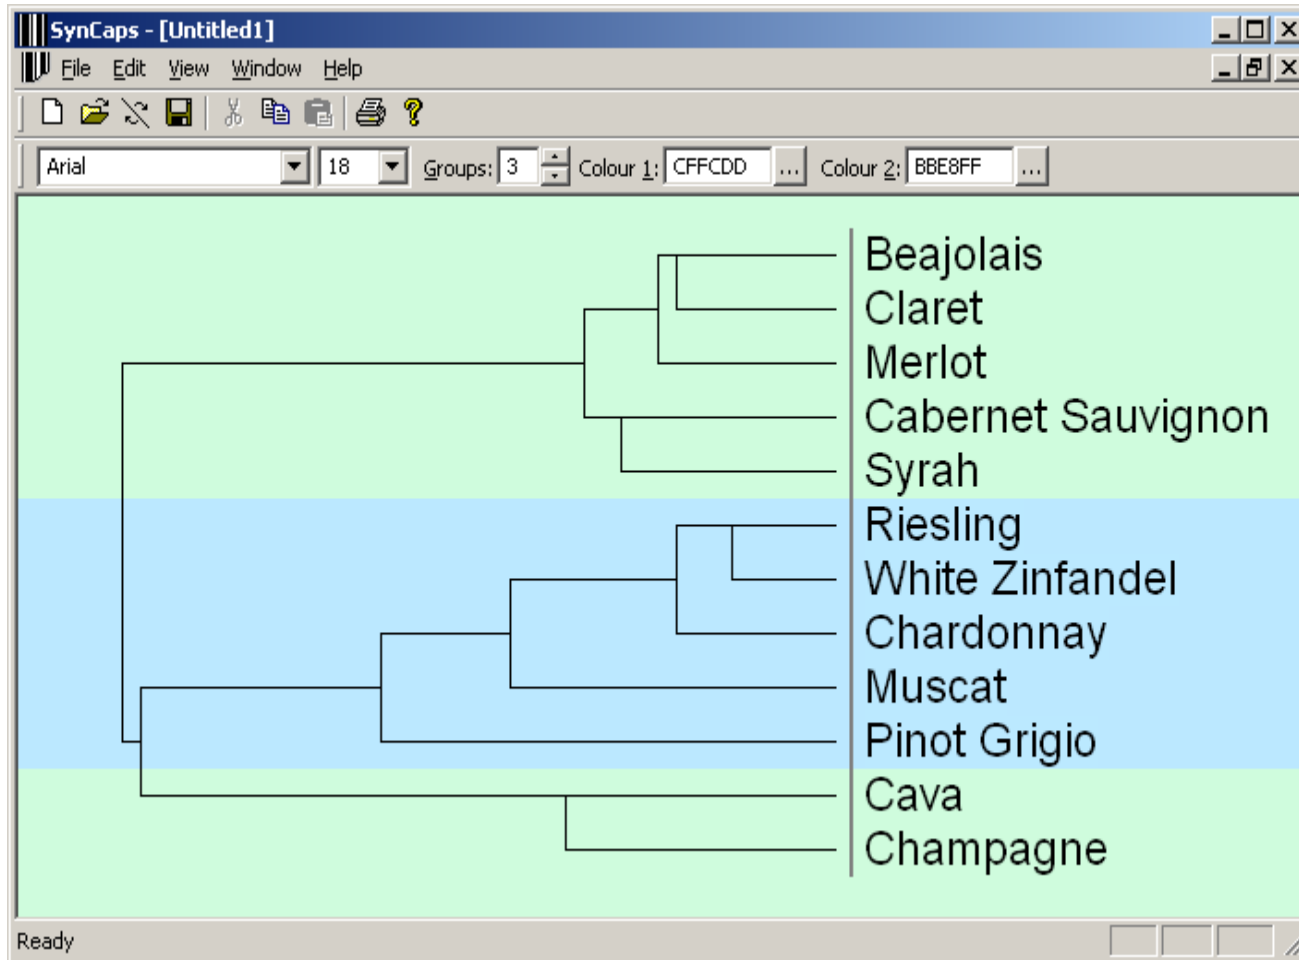 SynCaps - [Untitled1]
File Edit View Window Help
Arial 18 Groups: 3 Colour 1: CFFCDD ... Colour 2: BBE8FF ...
Beajolais
Claret
Merlot
Cabernet Sauvignon
Syrah
Riesling
White Zinfandel
Chardonnay
Muscat
Pinot Grigio
Cava
Champagne
Ready